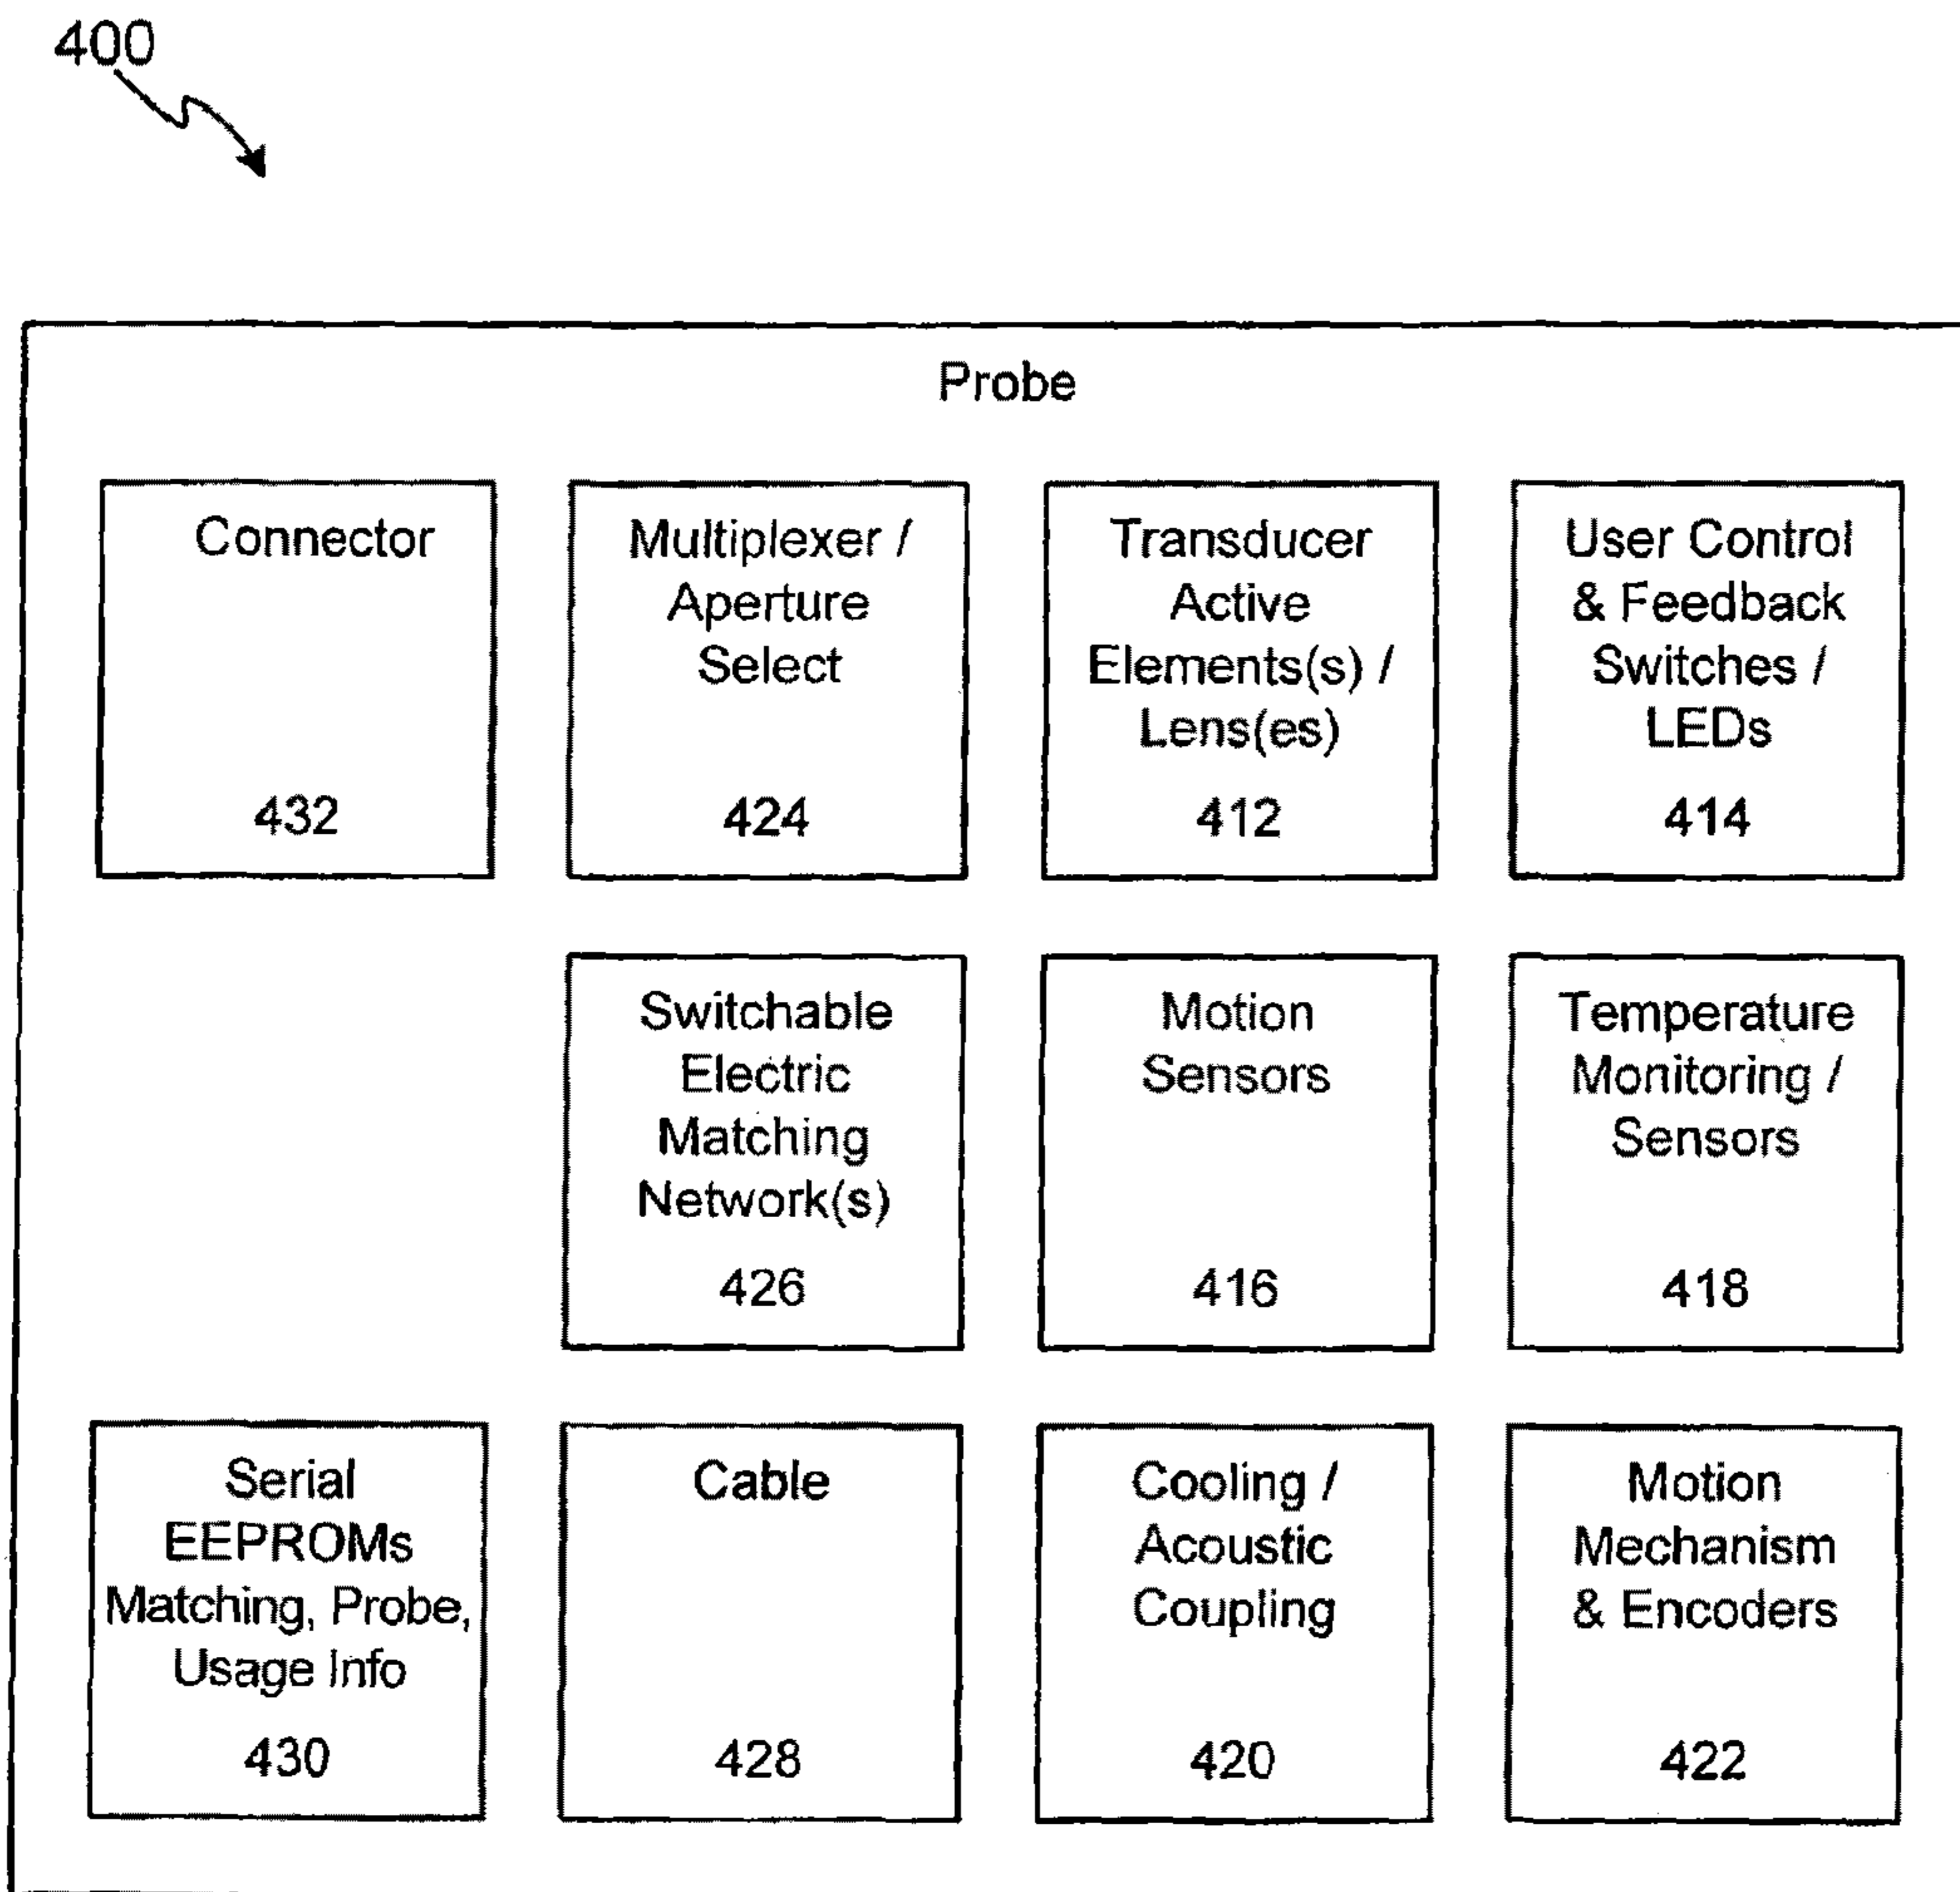 400
Probe
Connector
432
Multiplexer /
Aperture
Select
424
Transducer
Active
Elements(s) /
Lens(es)
412
User Control
& Feedback
Switches /
LEDs
414
Switchable
Electric
Matching
Network(s)
426
Motion
Sensors
416
Temperature
Monitoring /
Sensors
418
Serial
EEPROMs
Matching, Probe,
Usage Info
430
Cable
428
Cooling /
Acoustic
Coupling
420
Motion
Mechanism
& Encoders
422